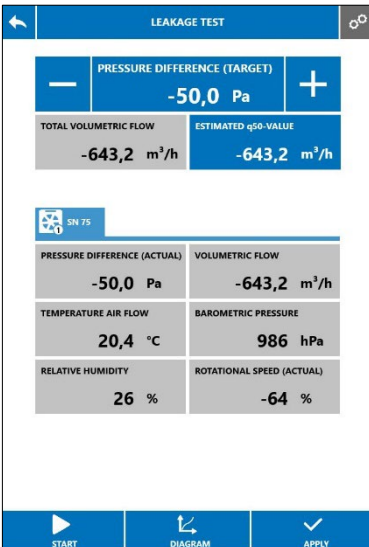 LEAKAGE TEST
PRESSURE DIFFERENCE (TARGET)
-50,0 Pa
TOTAL VOLUMETRIC FLOW
-643,2 m³/h
ESTIMATED q50-VALUE
-643,2 m³/h
1
SN 75
PRESSURE DIFFERENCE (ACTUAL)
-50,0 Pa
VOLUMETRIC FLOW
-643,2 m³/h
TEMPERATURE AIR FLOW
20,4 °C
BAROMETRIC PRESSURE
986 hPa
RELATIVE HUMIDITY
26 %
ROTATIONAL SPEED (ACTUAL)
-64 %
START
DIAGRAM
APPLY